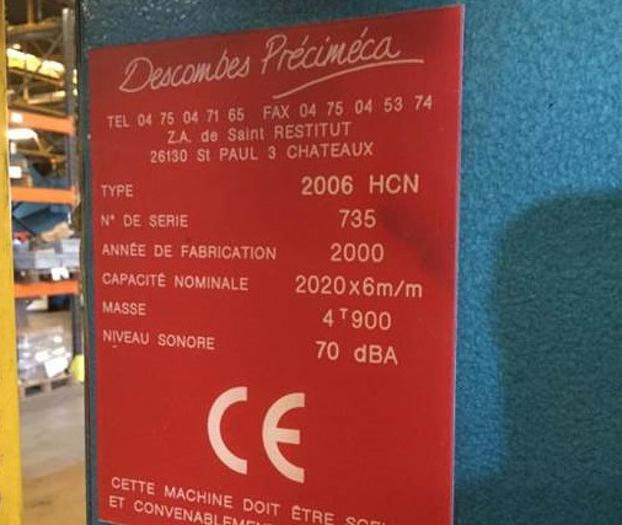 Descombes Préciméca
TEL 04 75 04 71 65 FAX 04 75 04 53 74
Z.A. de Saint RESTITUT
26130 St PAUL 3 CHATEAUX
TYPE 2006 HCN
N° DE SERIE 735
ANNÉE DE FABRICATION 2000
CAPACITÉ NOMINALE 2020x6m/m
MASSE 4T900
NIVEAU SONORE 70 dBA
CE
CETTE MACHINE DOIT ÊTRE
ET